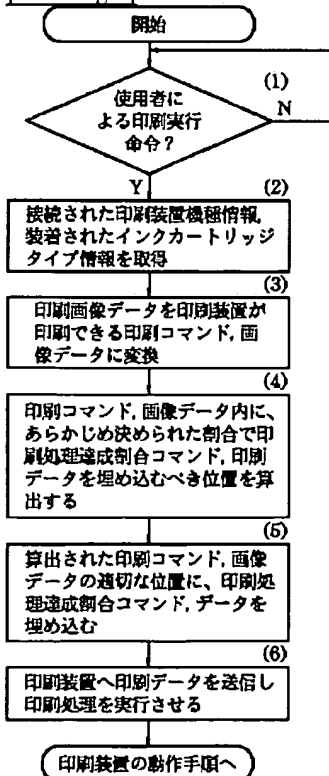 開始
(1)
使用者に
よる印刷実行
命令？
N
Y
(2)
接続された印刷装置機種情報,
装着されたインクカートリッジ
タイプ情報を取得
(3)
印刷画像データを印刷装置が
印刷できる印刷コマンド, 画
像データに変換
(4)
印刷コマンド, 画像データ内に、
あらかじめ決められた割合で印
刷処理達成割合コマンド, 印刷
データを埋め込むべき位置を算
出する
(5)
算出された印刷コマンド, 画像
データの適切な位置に、印刷処
理達成割合コマンド, データを
埋め込む
(6)
印刷装置へ印刷データを送信し
印刷処理を実行させる
印刷装置の動作手順へ